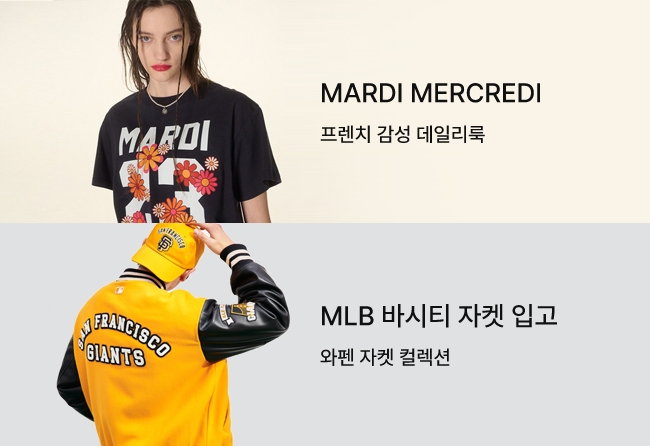 MARDI
MARDI MERCREDI
프렌치 감성 데일리룩
SAN FRANCISCO
SF
SAN FRANCISCO
GIANTS
MLB 바시티 자켓 입고
와펜 자켓 컬렉션